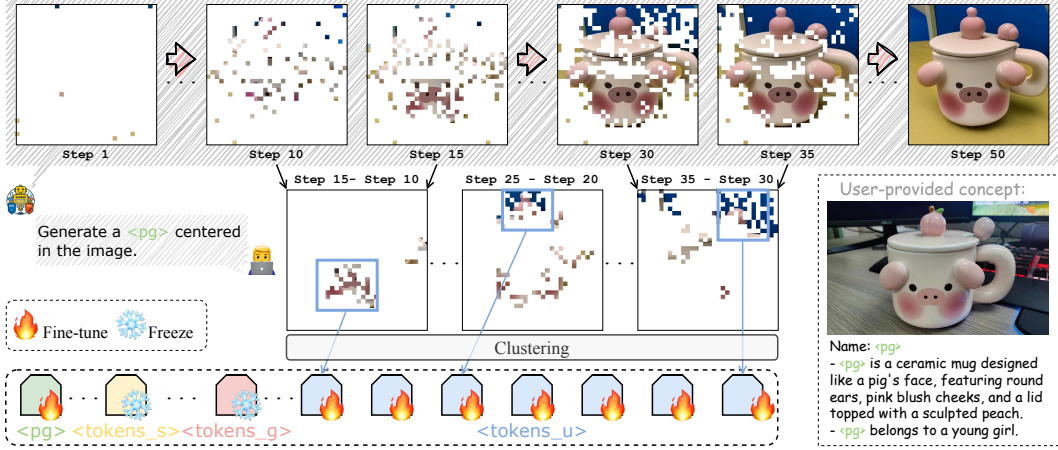 Step 1
Step 10
Step 15
Step 30
Step 35
Step 50
Step 15- Step 10
Step 25 - Step 20
Step 35 - Step 30
Generate a <pg> centered
in the image.
Fine-tune
Freeze
Clustering
<pg>
<tokens_s>
<tokens_g>
<tokens_u>
User-provided concept:
Name: <pg>
- <pg> is a ceramic mug designed
like a pig's face, featuring round
ears, pink blush cheeks, and a lid
topped with a sculpted peach.
- <pg> belongs to a young girl.